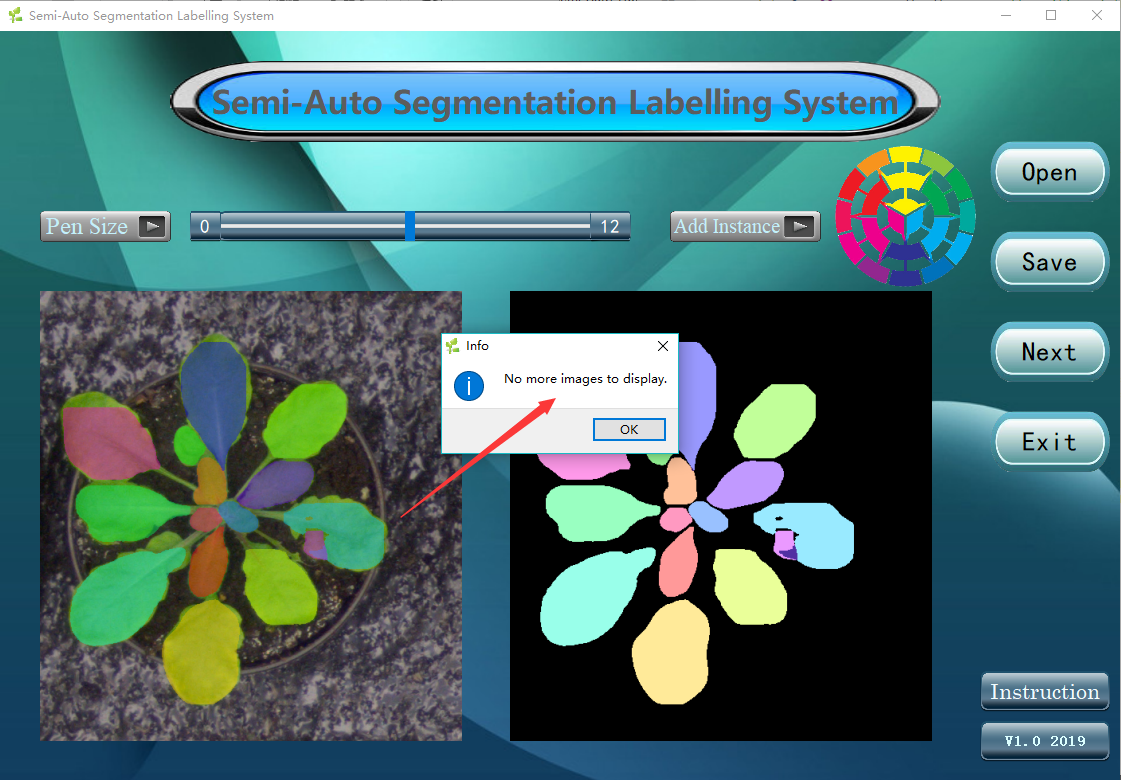 Semi-Auto Segmentation Labelling System
Semi-Auto Segmentation Labelling System
Open
Pen Size
0
12
Add Instance
Save
Info
No more images to display.
OK
Next
Exit
Instruction
V1.0 2019